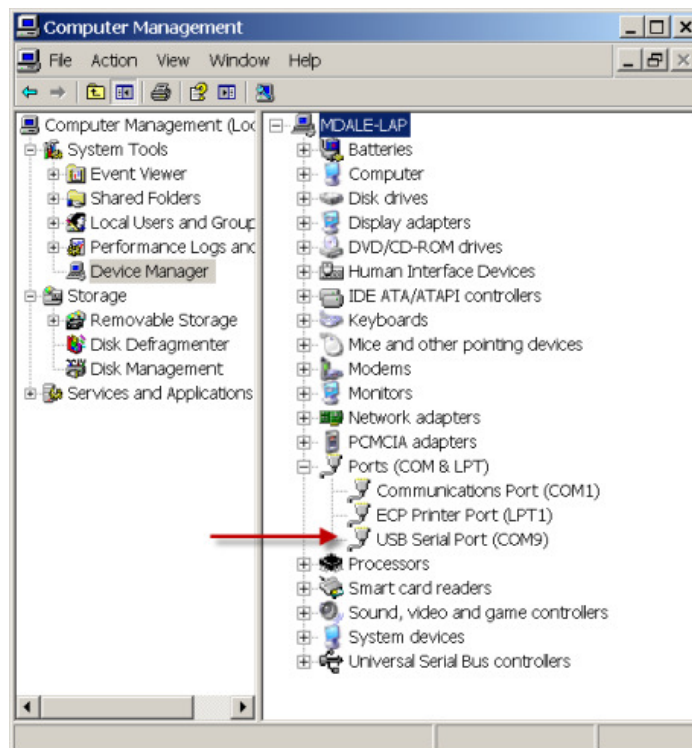 Computer Management
File Action View Window Help
Computer Management (Loc
System Tools
Event Viewer
Shared Folders
Local Users and Group
Performance Logs and
Device Manager
Storage
Removable Storage
Disk Defragmenter
Disk Management
Services and Applications
MDALE-LAP
Batteries
Computer
Disk drives
Display adapters
DVD/CD-ROM drives
Human Interface Devices
IDE ATA/ATAPI controllers
Keyboards
Mice and other pointing devices
Modems
Monitors
Network adapters
PCMCIA adapters
Ports (COM & LPT)
Communications Port (COM1)
ECP Printer Port (LPT1)
USB Serial Port (COM9)
Processors
Smart card readers
Sound, video and game controllers
System devices
Universal Serial Bus controllers